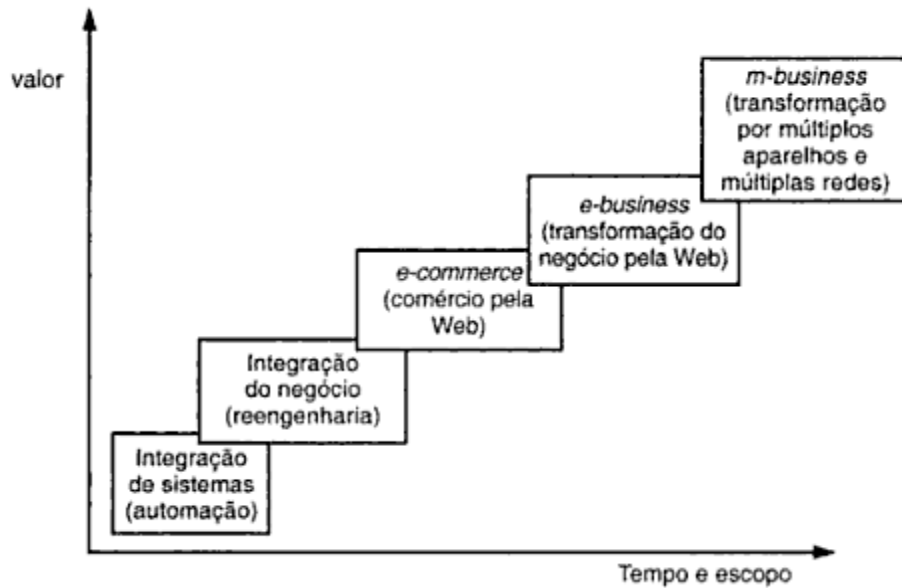 valor
m-business
(transformação
por múltiplos
aparelhos e
múltiplas redes)
e-business
(transformação do
negócio pela Web)
e-commerce
(comércio pela
Web)
Integração
do negócio
(reengenharia)
Integração
de sistemas
(automação)
Tempo e escopo